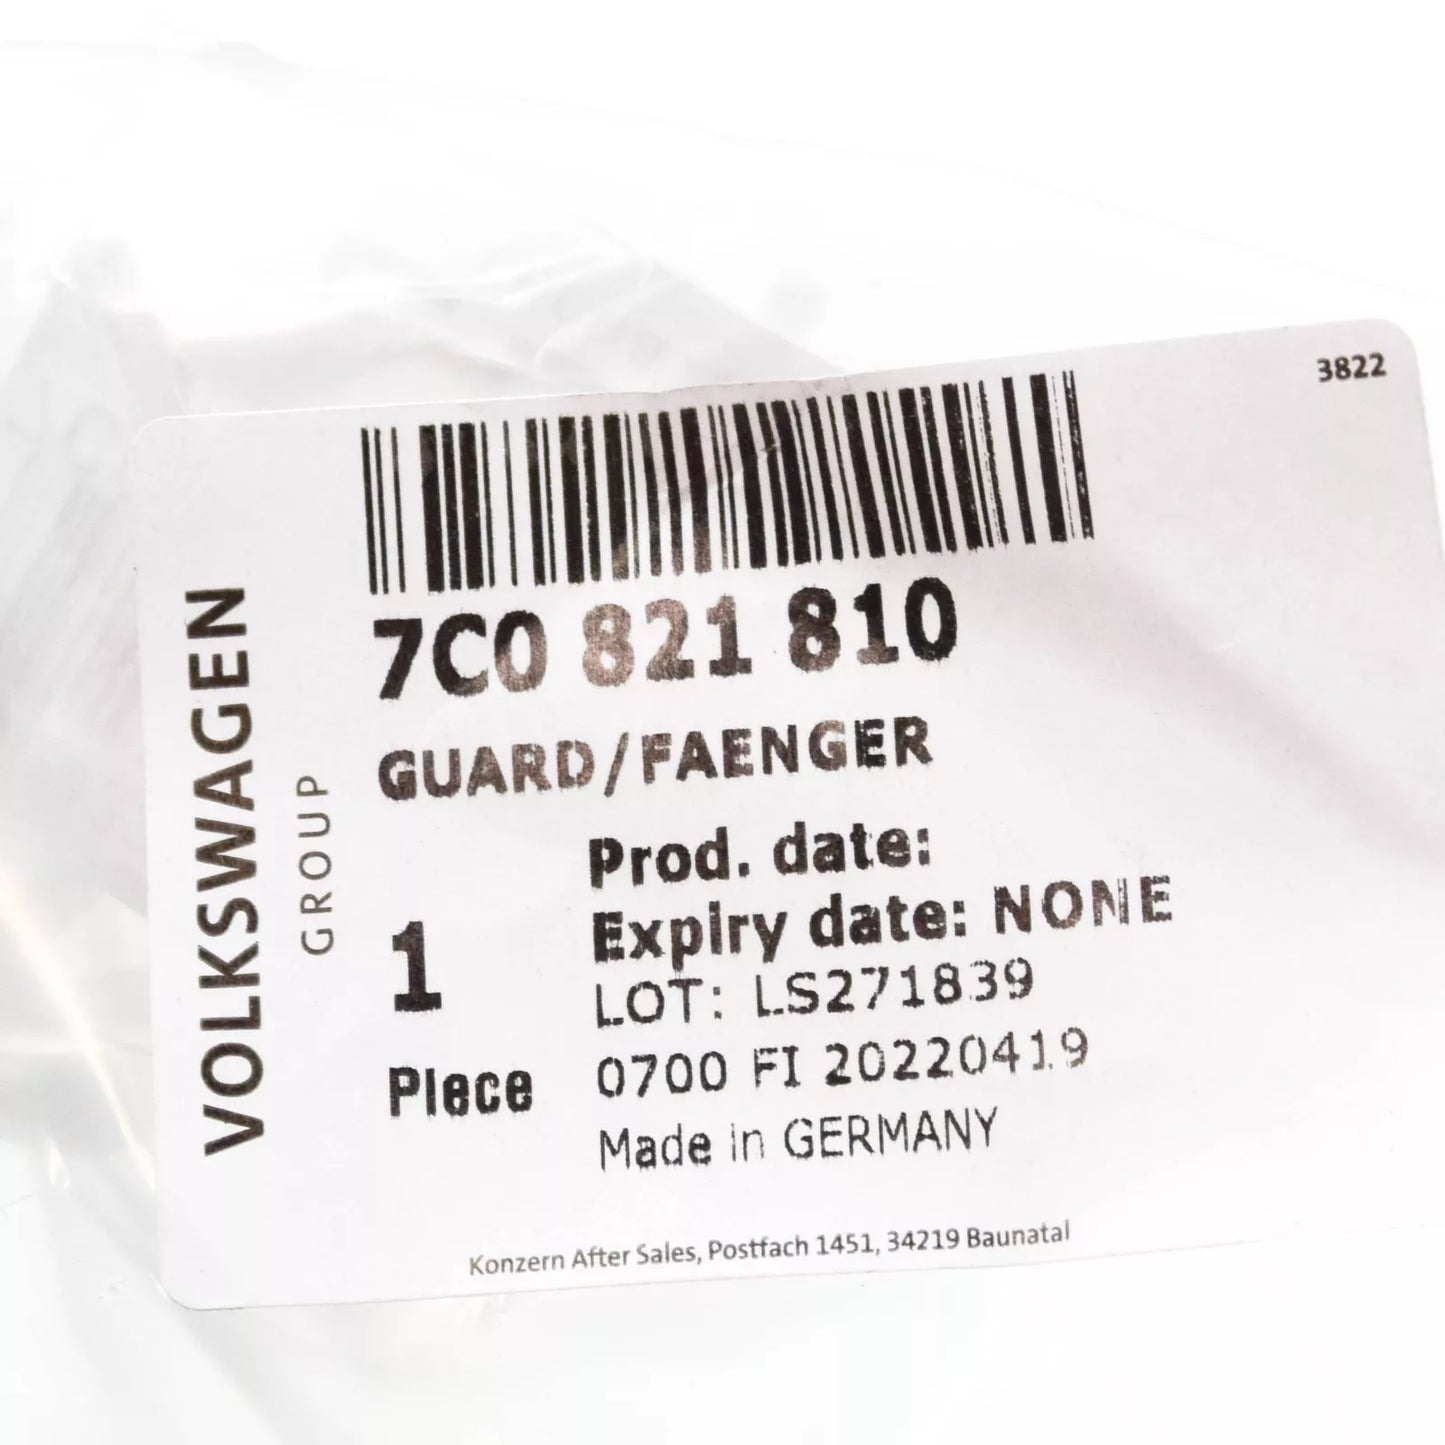 3822
7C0 821 810
GUARD/FAENGER
Prod. date:
Expiry date: NONE
1
LOT: LS271839
Piece
0700 FI 20220419
Made in GERMANY
VOLKSWAGEN
GROUP
Konzern After Sales, Postfach 1451, 34219 Baunatal